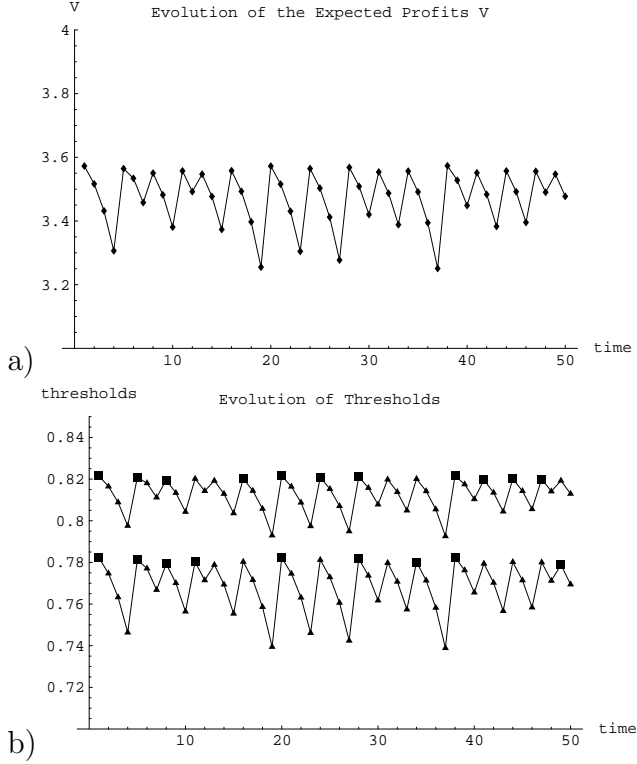 V
Evolution of the Expected Profits V
4
3.8
3.6
3.4
3.2
10 20 30 40 50
time
a)
thresholds
Evolution of Thresholds
0.84
0.82
0.8
0.78
0.76
0.74
0.72
10 20 30 40 50
time
b)